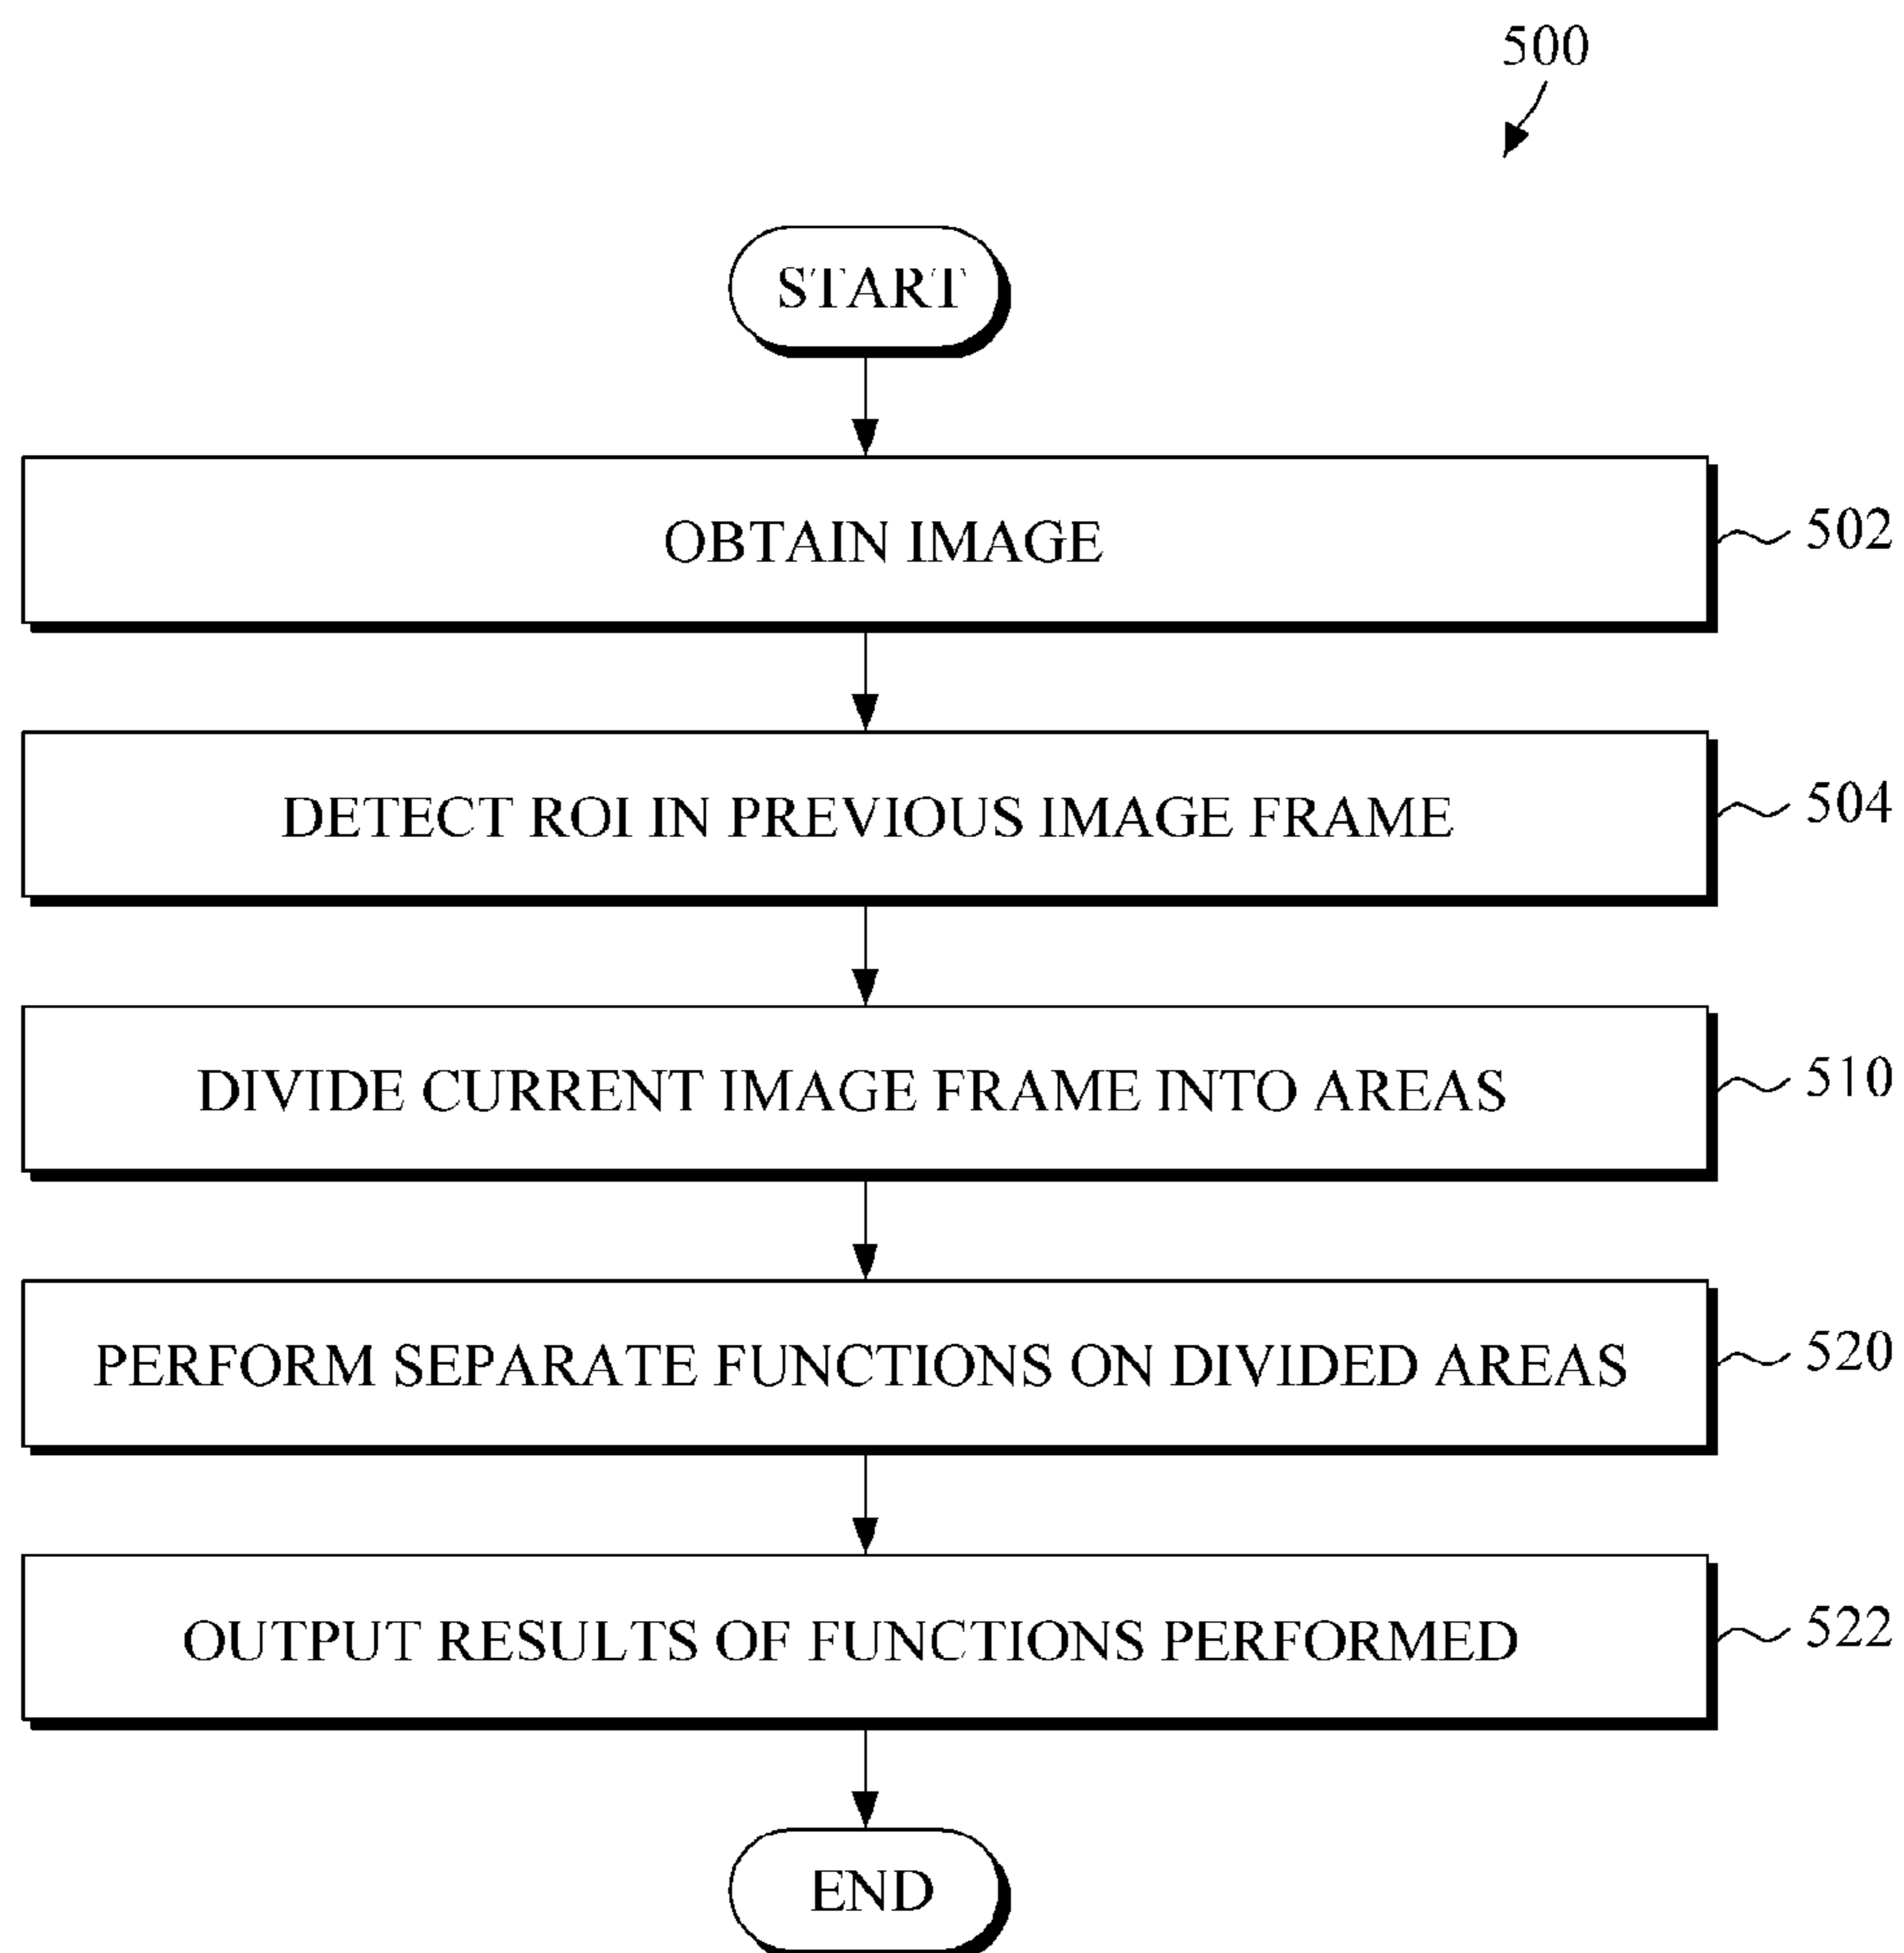 500
START
OBTAIN IMAGE
502
DETECT ROI IN PREVIOUS IMAGE FRAME
504
DIVIDE CURRENT IMAGE FRAME INTO AREAS
510
PERFORM SEPARATE FUNCTIONS ON DIVIDED AREAS
520
OUTPUT RESULTS OF FUNCTIONS PERFORMED
522
END